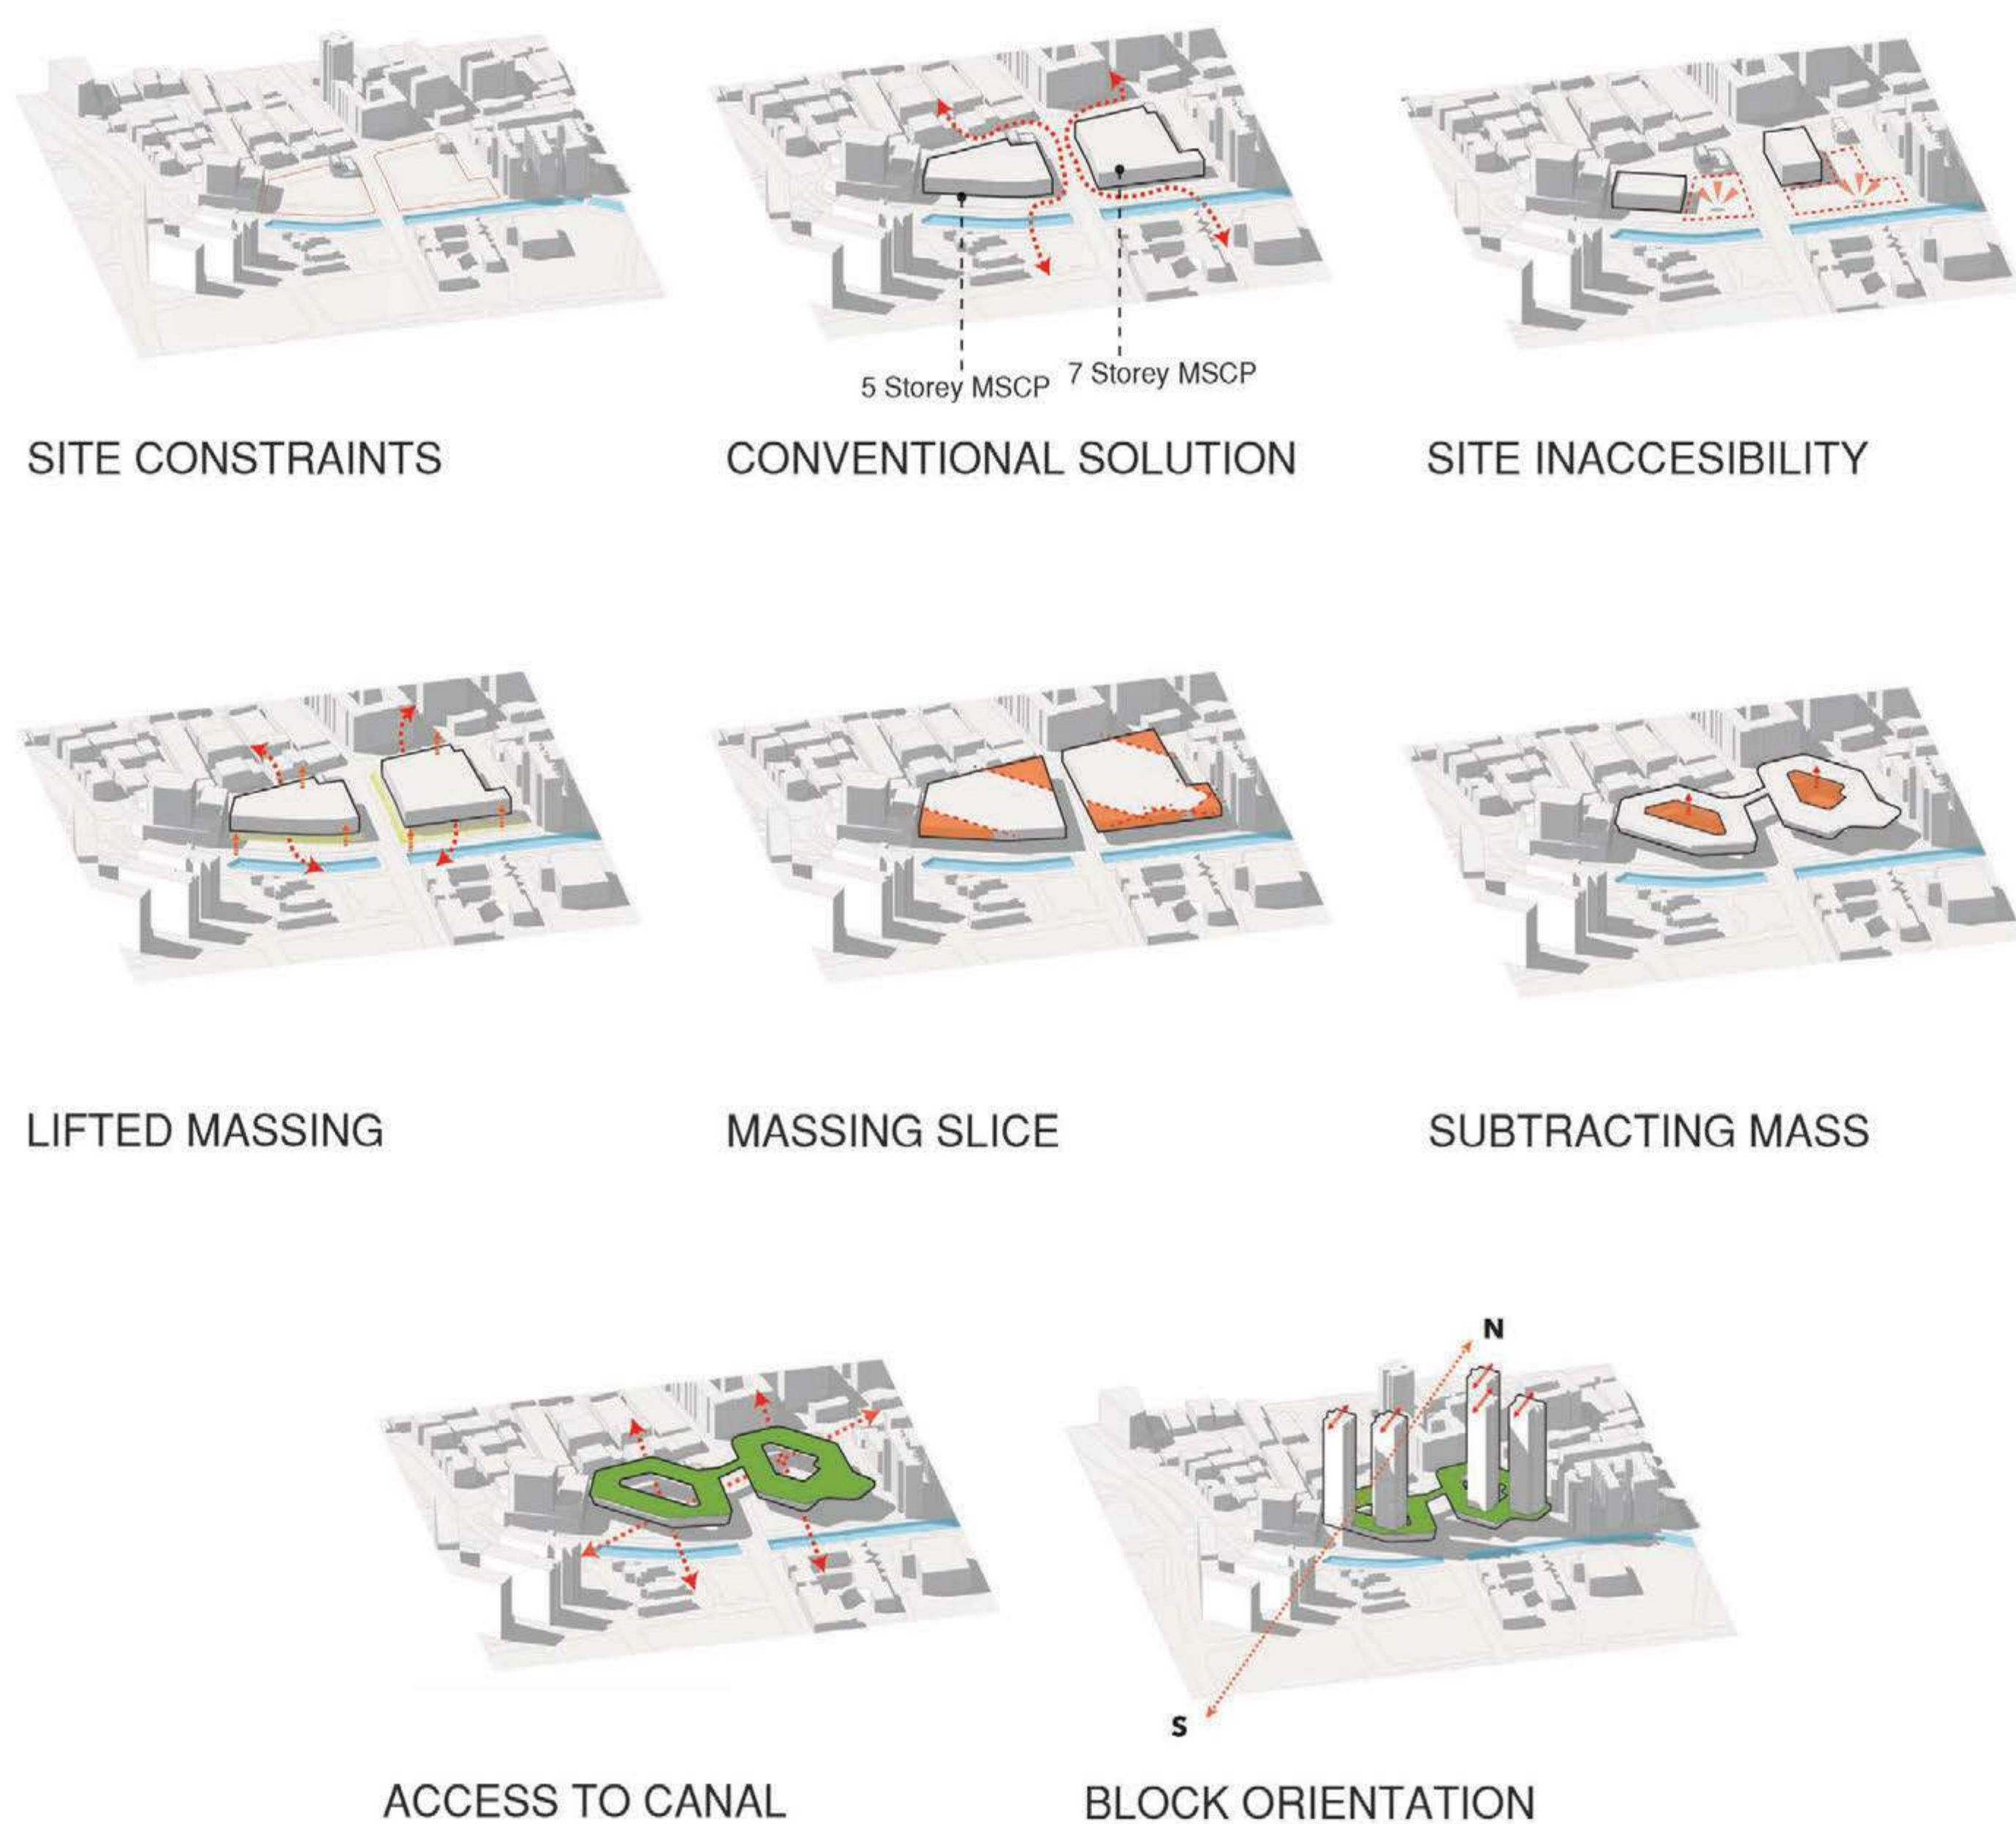 5 Storey MSCP
7 Storey MSCP
SITE CONSTRAINTS
CONVENTIONAL SOLUTION
SITE INACCESIBILITY
LIFTED MASSING
MASSING SLICE
SUBTRACTING MASS
N
S
ACCESS TO CANAL
BLOCK ORIENTATION